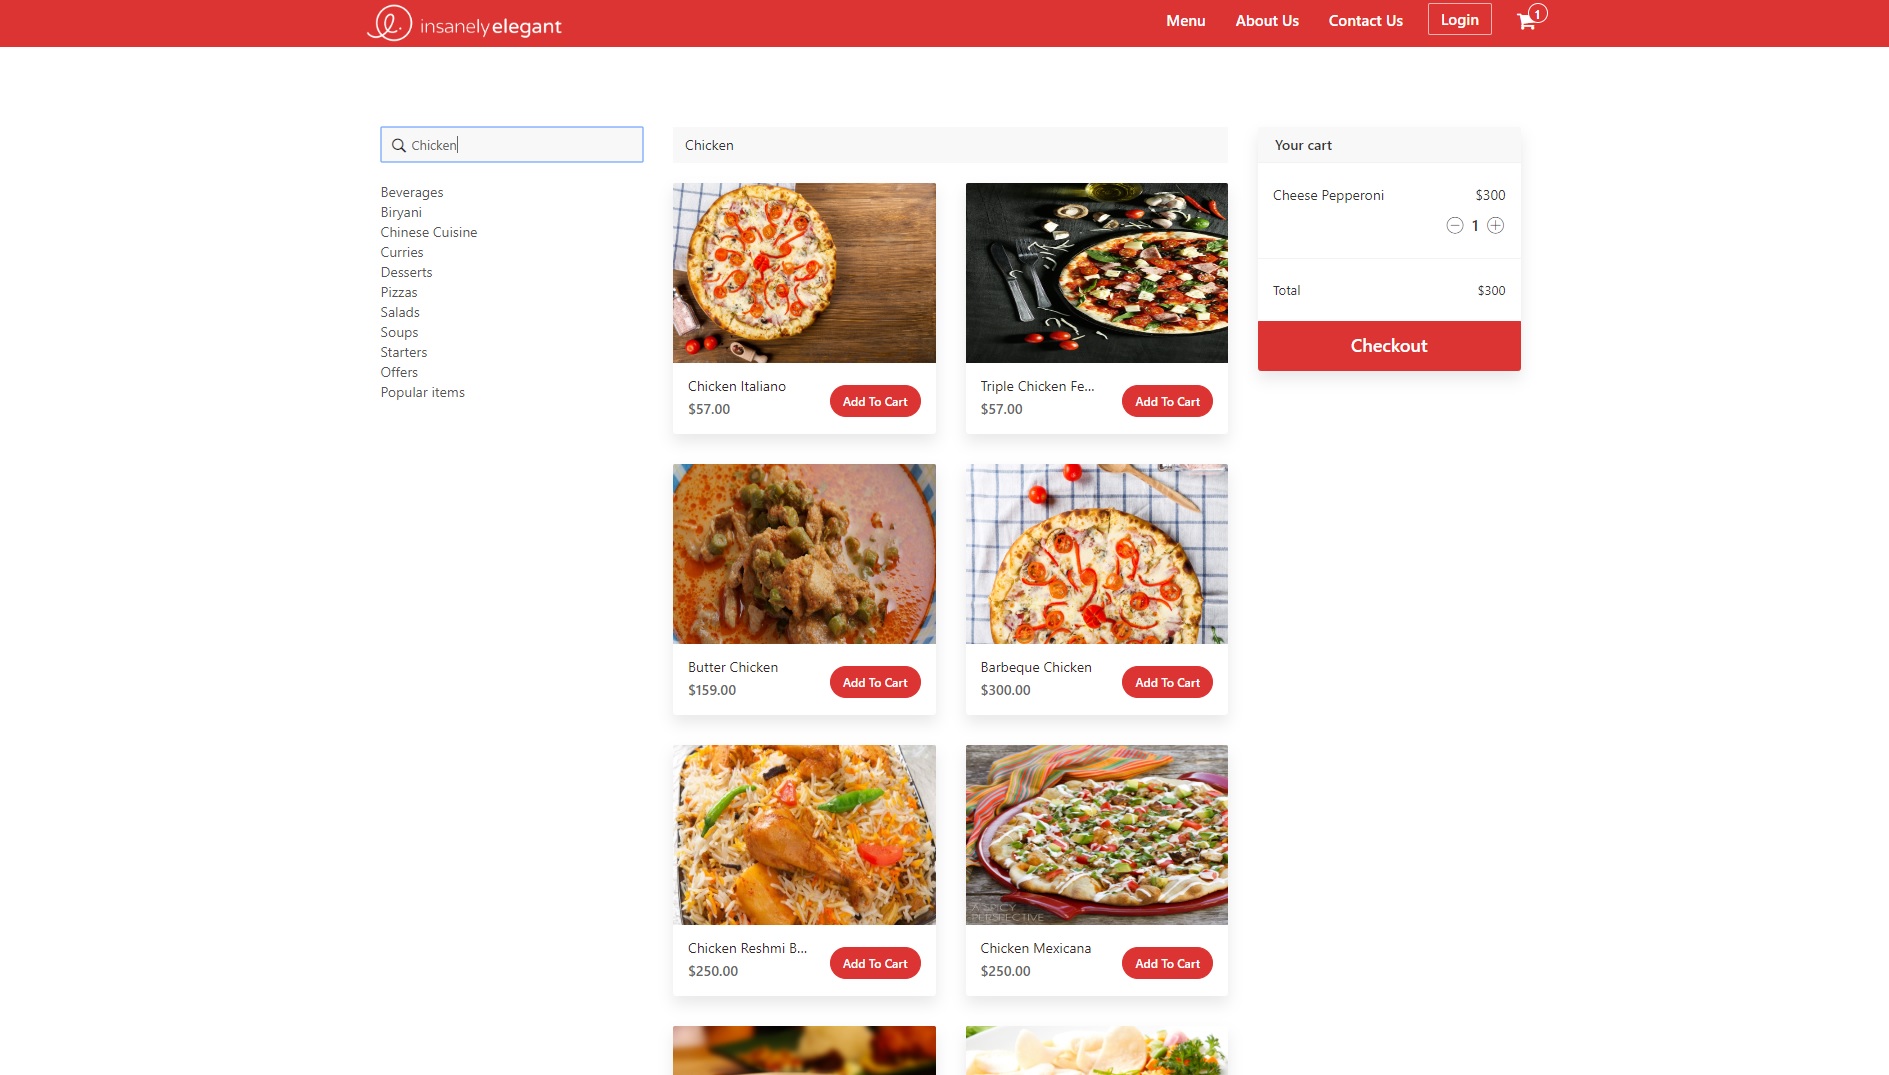 insanelyelegant
Menu
About Us
Contact Us
Login
1
Chicken
Beverages
Biryani
Chinese Cuisine
Curries
Desserts
Pizzas
Salads
Soups
Starters
Offers
Popular items
Chicken
Chicken Italiano
$57.00
Add To Cart
Triple Chicken Fe...
$57.00
Add To Cart
Butter Chicken
$159.00
Add To Cart
Barbeque Chicken
$300.00
Add To Cart
Chicken Reshmi B...
$250.00
Add To Cart
A SPICY
PERSPECTIVE
Chicken Mexicana
$250.00
Add To Cart
Your cart
Cheese Pepperoni $300
1
Total $300
Checkout